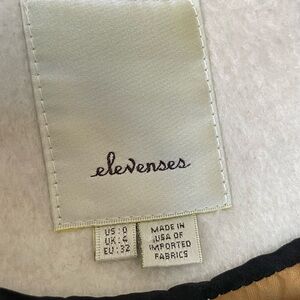 elevenses
US: 0
UK: 4
EU: 32
MADE IN
USA OF
IMPORTED
FABRICS